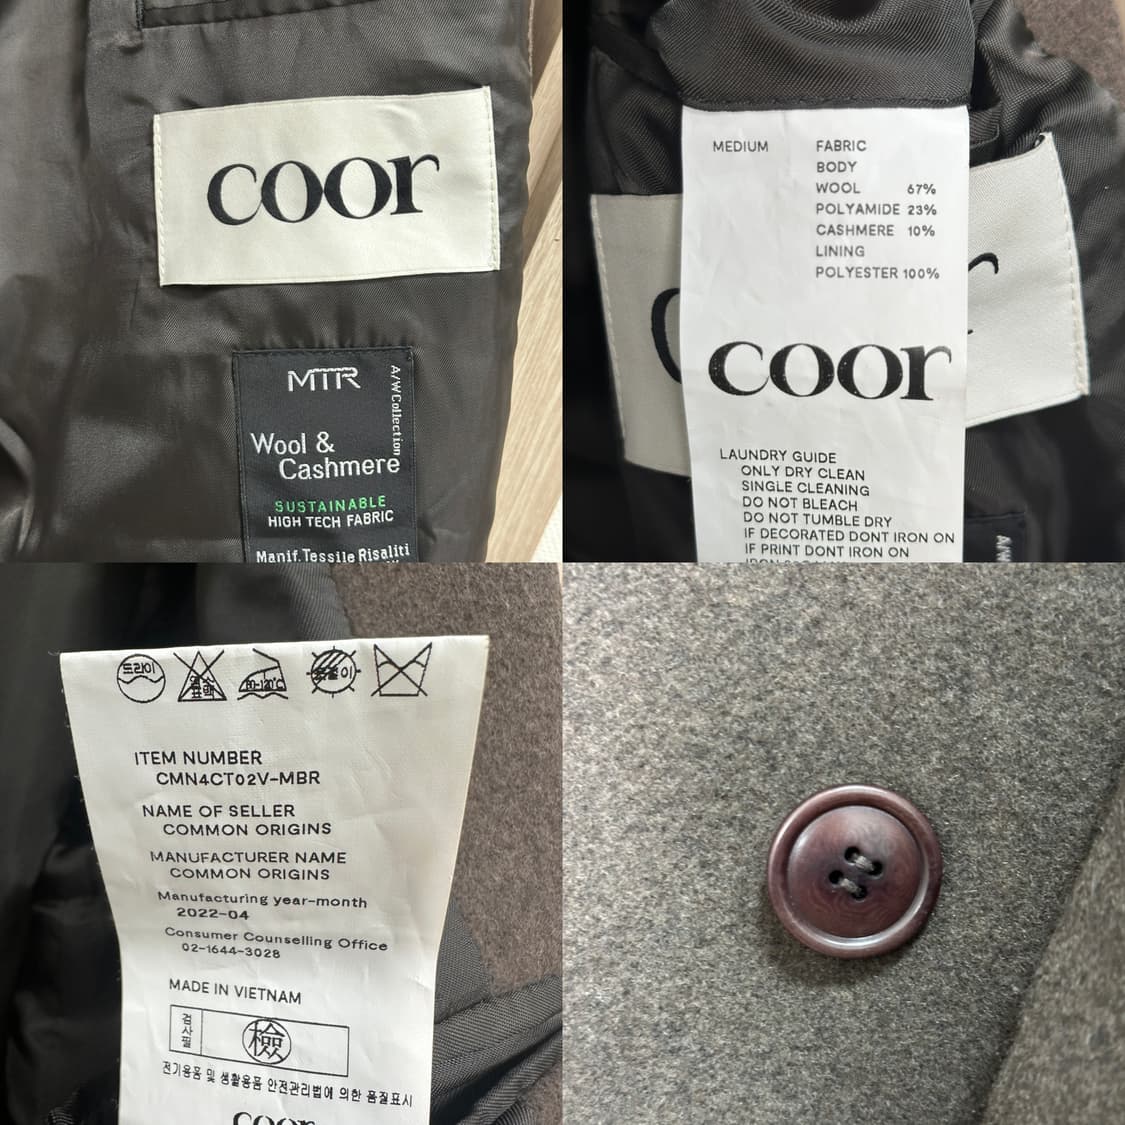 coor
MTR
A/W Collection
Wool &
Cashmere
SUSTAINABLE
HIGH TECH FABRIC
Manif. Tessile Risaliti
MEDIUM
FABRIC
BODY
WOOL 67%
POLYAMIDE 23%
CASHMERE 10%
LINING
POLYESTER 100%
coor
LAUNDRY GUIDE
ONLY DRY CLEAN
SINGLE CLEANING
DO NOT BLEACH
DO NOT TUMBLE DRY
IF DECORATED DONT IRON ON
IF PRINT DONT IRON ON
드라이
80-120°C
ITEM NUMBER
CMN4CT02V-MBR
NAME OF SELLER
COMMON ORIGINS
MANUFACTURER NAME
COMMON ORIGINS
Manufacturing year-month
2022-04
Consumer Counselling Office
02-1644-3028
MADE IN VIETNAM
검사필 檢
전기용품 및 생활용품 안전관리법에 의한 품질표시
coor